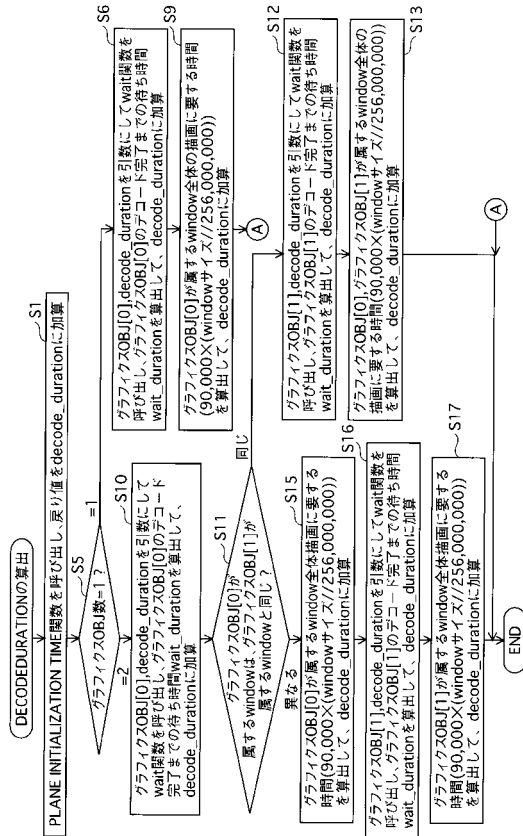 DECODEDURATIONの算出
S1
PLANE INITIALIZATION TIME関数を呼び出し、戻り値をdecode_durationに加算
S5
グラフィクスOBJ数=1 ?
=1
=2
S6
グラフィクスOBJ[0],decode_durationを引数にしてwait関数を
呼び出し、グラフィクスOBJ[0]のデコード完了までの待ち時間
wait_durationを算出して、decode_durationに加算
S9
グラフィクスOBJ[0]が属するwindow全体の描画に要する時間
(90,000×(windowサイズ//256,000,000))
を算出して、decode_durationに加算
A
S10
グラフィクスOBJ[0],decode_durationを引数にして
wait関数を呼び出し、グラフィクスOBJ[0]のデコード
完了までの待ち時間wait_durationを算出して、
decode_durationに加算
S11
グラフィクスOBJ[0]が
属するwindowは、グラフィクスOBJ[1]が
属するwindowと同じ?
同じ
異なる
S12
グラフィクスOBJ[1],decode_durationを引数にしてwait関数を
呼び出し、グラフィクスOBJ[1]のデコード完了までの待ち時間
wait_durationを算出して、decode_durationに加算
S13
グラフィクスOBJ[0],グラフィクスOBJ[1]が属するwindow全体の
描画に要する時間(90,000×(windowサイズ//256,000,000))
を算出して、decode_durationに加算
A
S15
グラフィクスOBJ[0]が属するwindow全体描画に要する
時間(90,000×(windowサイズ//256,000,000))
を算出して、decode_durationに加算
S16
グラフィクスOBJ[1],decode_durationを引数にしてwait関数を
呼び出し、グラフィクスOBJ[1]のデコード完了までの待ち時間
wait_durationを算出して、decode_durationに加算
S17
グラフィクスOBJ[1]が属するwindow全体描画に要する
時間(90,000×(windowサイズ//256,000,000))
を算出して、decode_durationに加算
END